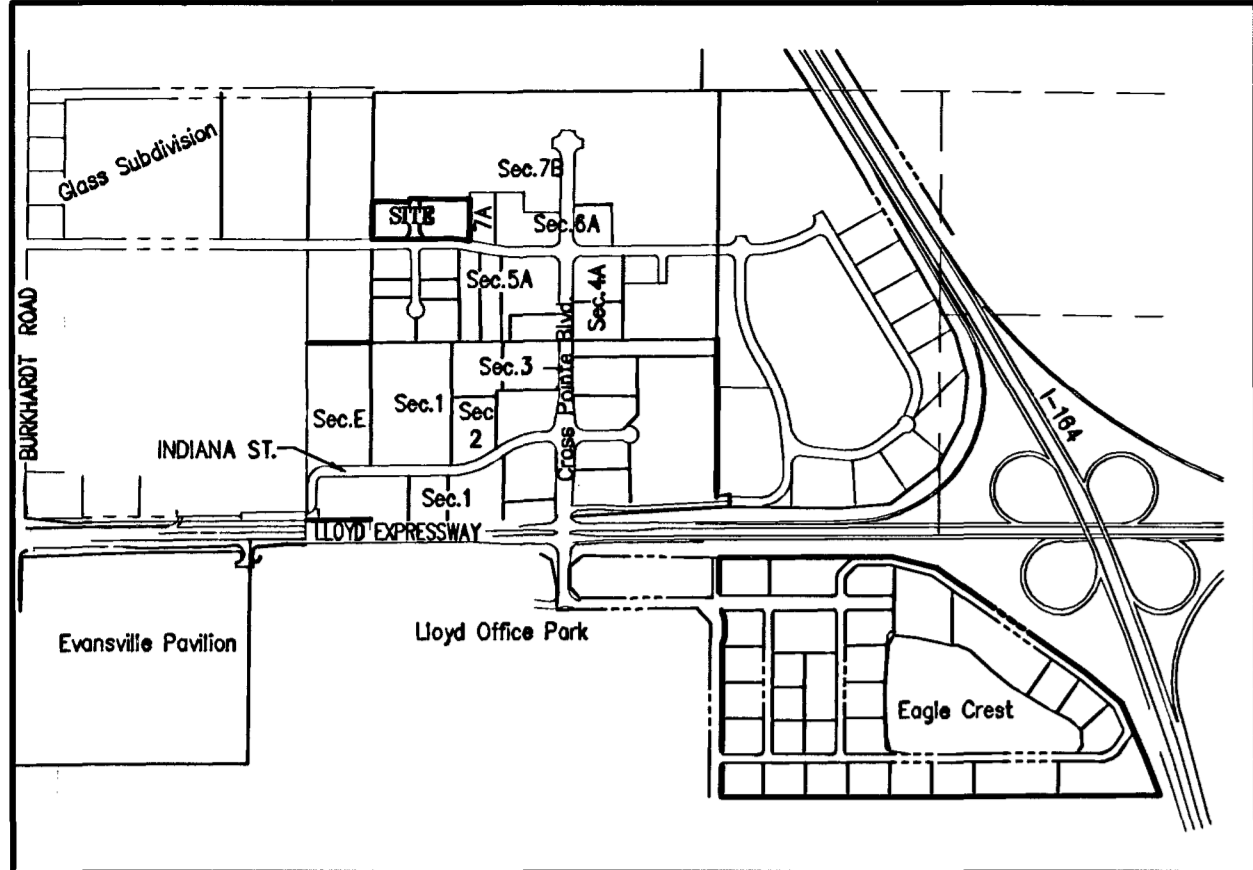 Glass Subdivision
Sec.7B
SITE
7A
Sec.6A
Sec.5A
Sec.4A
BURKHARDT ROAD
Cross Pointe Blvd.
Sec.3
Sec.E
Sec.1
Sec
2
I-164
INDIANA ST.
Sec.1
LLOYD EXPRESSWAY
Evansville Pavilion
Lloyd Office Park
Eagle Crest